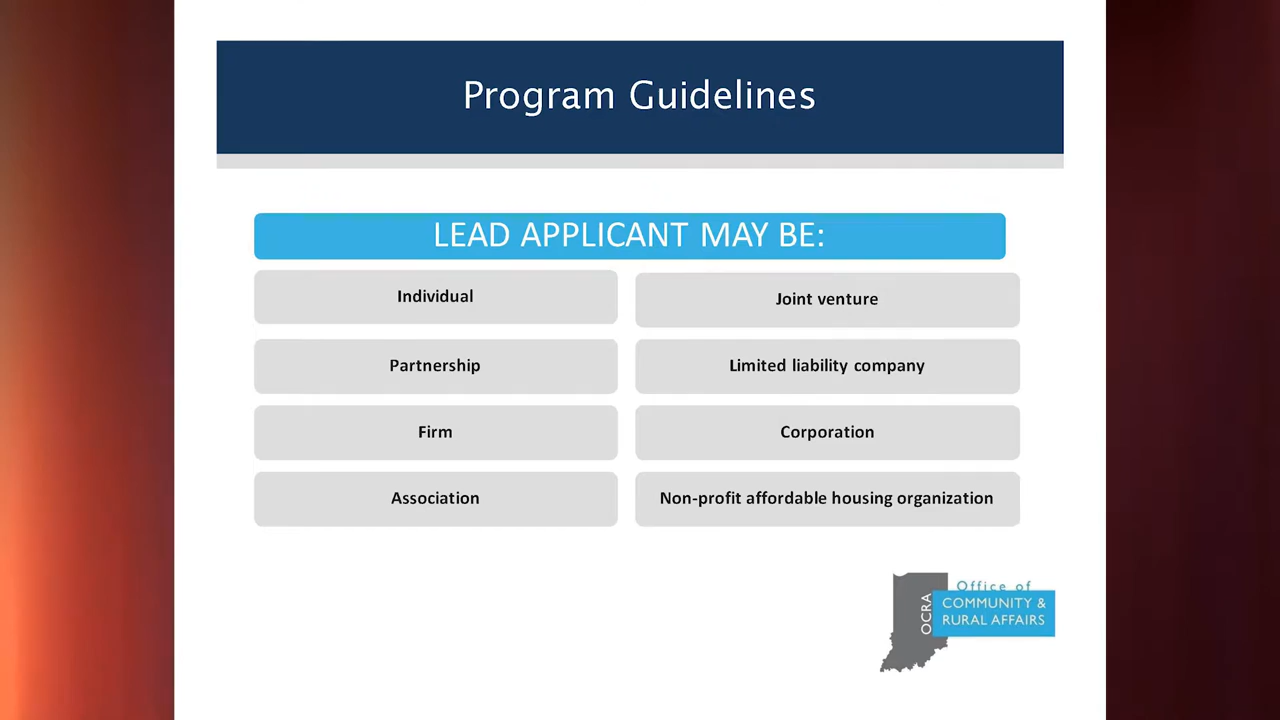 Program Guidelines
LEAD APPLICANT MAY BE:
Individual
Joint venture
Partnership
Limited liability company
Firm
Corporation
Association
Non-profit affordable housing organization
OCRA
Office of
COMMUNITY &
RURAL AFFAIRS